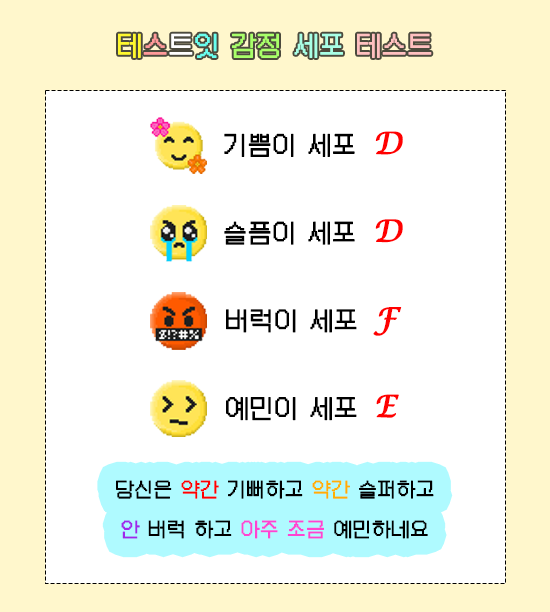 테스트잇 감정 세포 테스트
기쁨이 세포 D
슬픔이 세포 D
$!?#%
버럭이 세포 F
예민이 세포 E
당신은 약간 기뻐하고 약간 슬퍼하고
안 버럭 하고 아주 조금 예민하네요